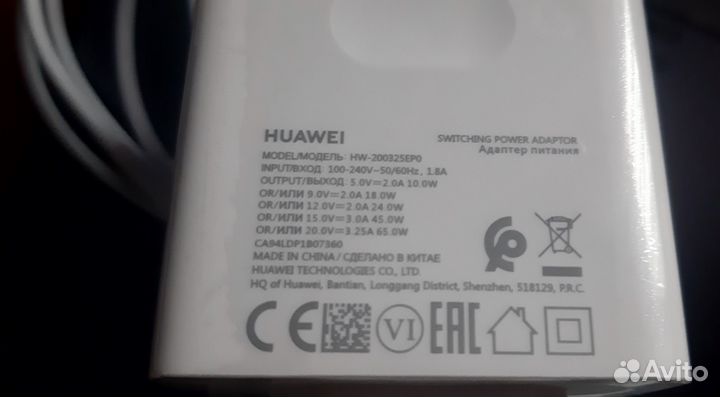 HUAWEI
SWITCHING POWER ADAPTOR
Адаптер питания
MODEL/МОДЕЛЬ: HW-200325EP0
INPUT/ВХОД: 100-240V~50/60Hz, 1.8A
OUTPUT/ВЫХОД: 5.0V⎓2.0A 10.0W
OR/ИЛИ 9.0V⎓2.0A 18.0W
OR/ИЛИ 12.0V⎓2.0A 24.0W
OR/ИЛИ 15.0V⎓3.0A 45.0W
OR/ИЛИ 20.0V⎓3.25A 65.0W
CA94LDP1B07360
MADE IN CHINA / СДЕЛАНО В КИТАЕ
HUAWEI TECHNOLOGIES CO., LTD.
HQ of Huawei, Bantian, Longgang District, Shenzhen, 518129, P.R.C.
CE VI EAC
Avito